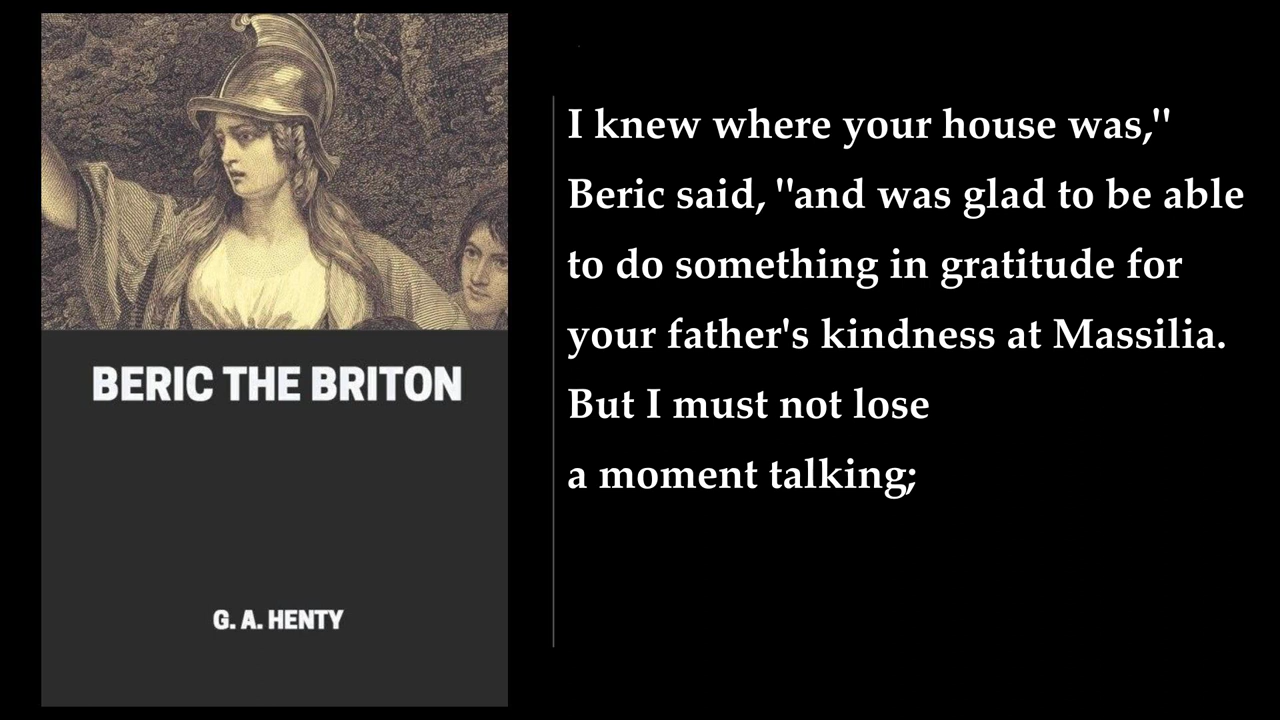 BERIC THE BRITON
G. A. HENTY
I knew where your house was,"
Beric said, "and was glad to be able
to do something in gratitude for
your father's kindness at Massilia.
But I must not lose
a moment talking;